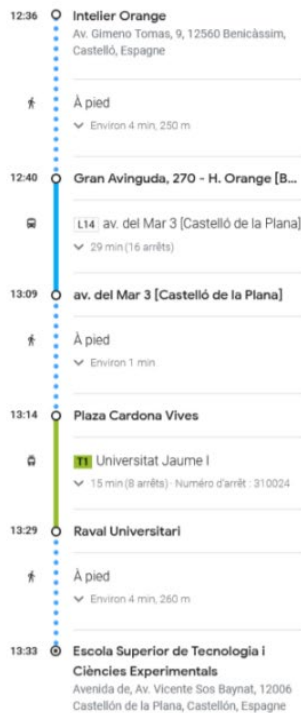 12:36 Intelier Orange
Av. Gimeno Tomas, 9, 12560 Benicàssim,
Castelló, Espagne
À pied
Environ 4 min, 250 m
12:40 Gran Avinguda, 270 - H. Orange [B...
L14 av. del Mar 3 [Castelló de la Plana]
29 min (16 arrêts)
13:09 av. del Mar 3 [Castelló de la Plana]
À pied
Environ 1 min
13:14 Plaza Cardona Vives
T1 Universitat Jaume I
15 min (8 arrêts) · Numéro d'arrêt : 310024
13:29 Raval Universitari
À pied
Environ 4 min, 260 m
13:33 Escola Superior de Tecnologia i
Ciències Experimentals
Avenida de, Av. Vicente Sos Baynat, 12006
Castellón de la Plana, Castellón, Espagne